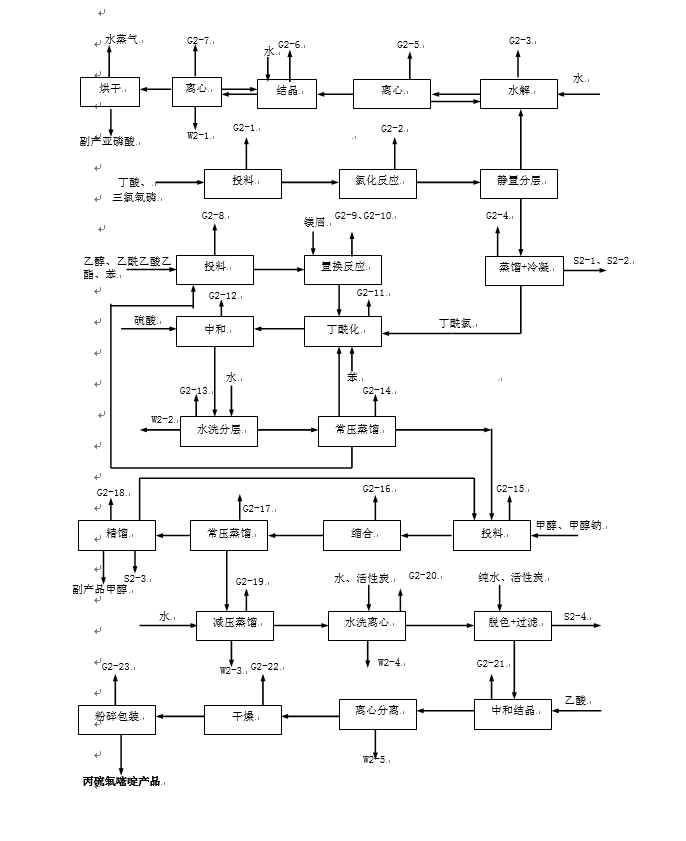 水蒸气
G2-7
水
G2-6
G2-5
G2-3
烘干
离心
结晶
离心
水解
水
副产亚磷酸
W2-1
G2-1
G2-2
丁酸、
三氯氧磷
投料
氯化反应
静置分层
G2-8
镁屑
G2-9、G2-10
G2-4
乙醇、乙酰乙酸乙
酯、苯
投料
置换反应
蒸馏+冷凝
S2-1、S2-2
G2-12
G2-11
硫酸
中和
丁酰化
丁酰氯
G2-13
水
苯
G2-14
W2-2
水洗分层
常压蒸馏
G2-18
G2-17
G2-16
G2-15
精馏
常压蒸馏
缩合
投料
甲醇、甲醇钠
副产品甲醇
S2-3
G2-19
水、活性炭
G2-20
纯水、活性炭
水
减压蒸馏
水洗离心
脱色+过滤
S2-4
W2-3
W2-4
G2-23
G2-22
G2-21
粉碎包装
干燥
离心分离
中和结晶
乙酸
W2-5
丙硫氧嘧啶产品